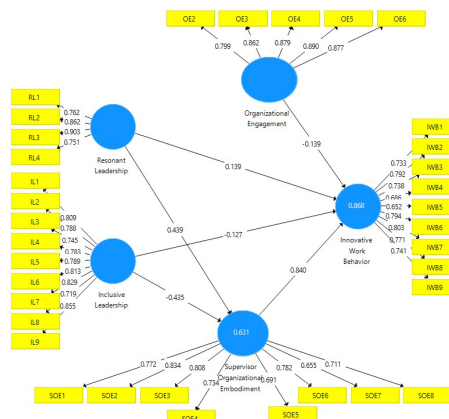 OE2
OE3
OE4
OE5
OE6
0.799
0.862
0.879
0.890
0.877
Organizational
Engagement
RL1
RL2
RL3
RL4
0.762
0.862
0.903
0.751
Resonant
Leadership
-0.139
0.139
0.439
IL1
IL2
IL3
IL4
IL5
IL6
IL7
IL8
IL9
0.809
0.788
0.745
0.783
0.789
0.813
0.829
0.719
0.855
Inclusive
Leadership
-0.127
-0.435
0.840
0.868
Innovative
Work
Behavior
0.733
0.792
0.738
0.686
0.652
0.794
0.803
0.771
0.741
IWB1
IWB2
IWB3
IWB4
IWB5
IWB6
IWB7
IWB8
IWB9
0.631
Supervisor
Organizational
Embodiment
0.772
0.834
0.808
0.734
0.691
0.782
0.655
0.711
SOE1
SOE2
SOE3
SOE4
SOE5
SOE6
SOE7
SOE8